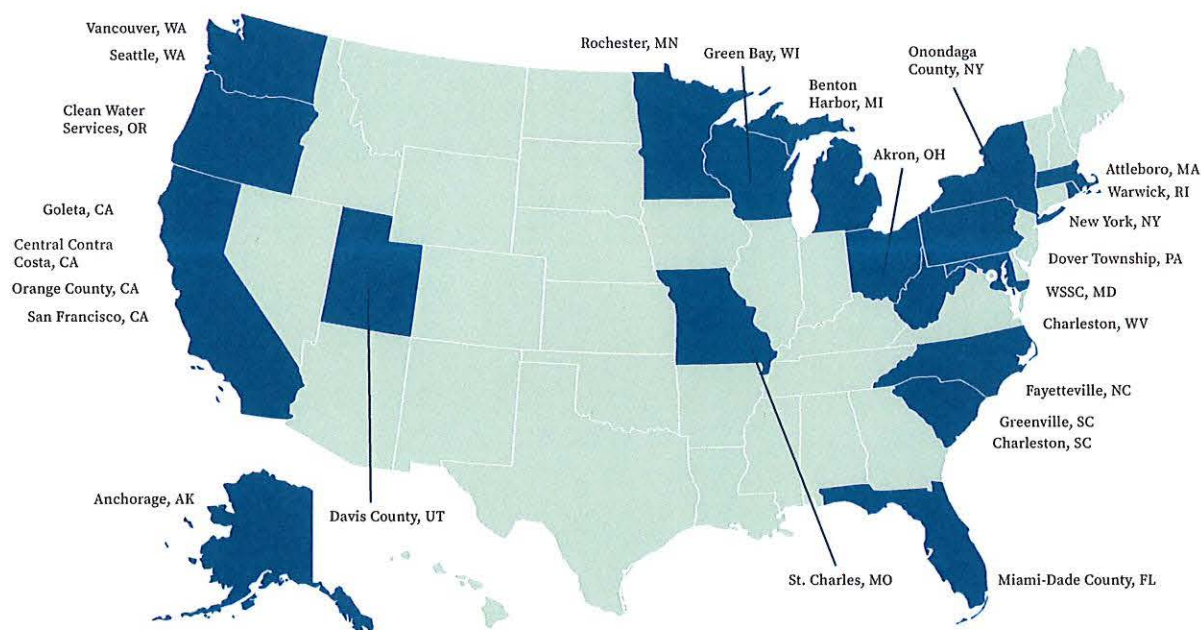 Vancouver, WA
Seattle, WA
Clean Water
Services, OR
Goleta, CA
Central Contra
Costa, CA
Orange County, CA
San Francisco, CA
Anchorage, AK
Davis County, UT
Rochester, MN
Green Bay, WI
Benton
Harbor, MI
Akron, OH
Onondaga
County, NY
Attleboro, MA
Warwick, RI
New York, NY
Dover Township, PA
WSSC, MD
Charleston, WV
Fayetteville, NC
Greenville, SC
Charleston, SC
St. Charles, MO
Miami-Dade County, FL